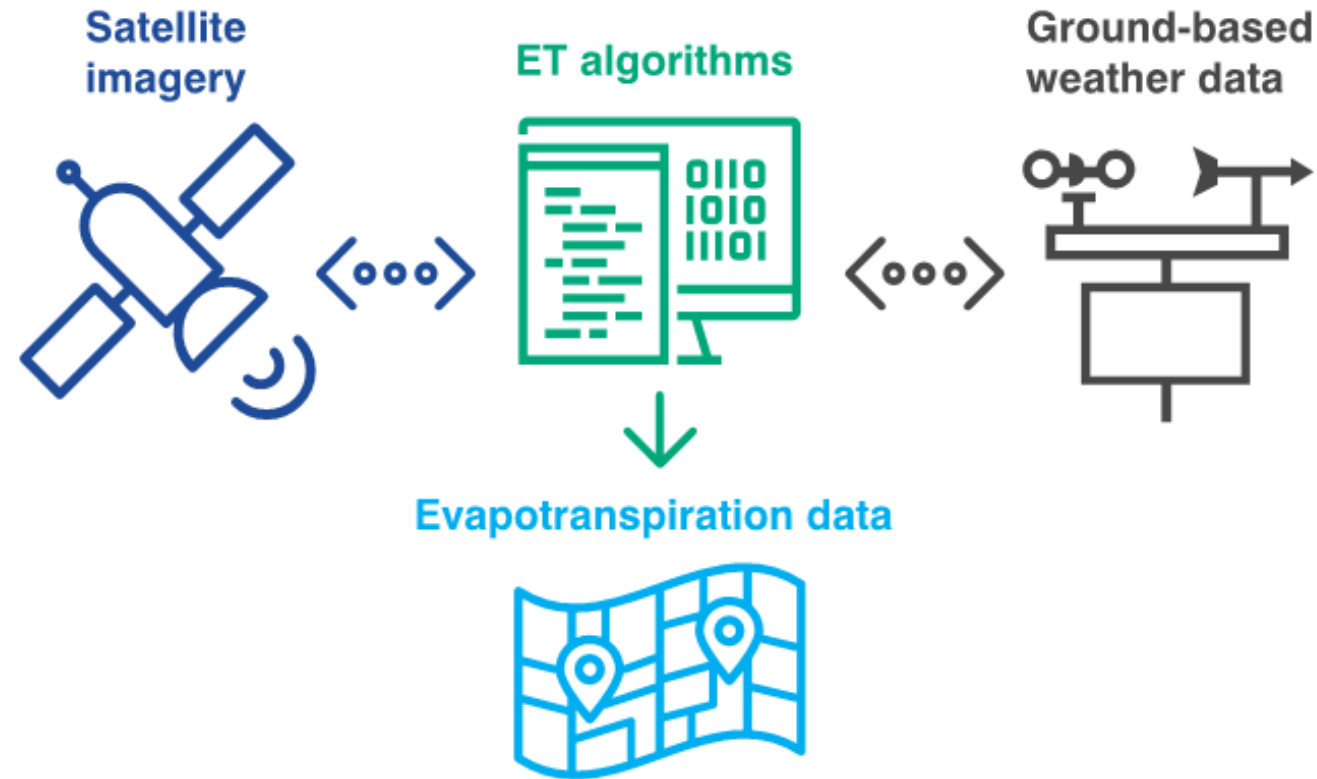 Satellite
imagery
ET algorithms
Ground-based
weather data
0110
1010
11101
Evapotranspiration data